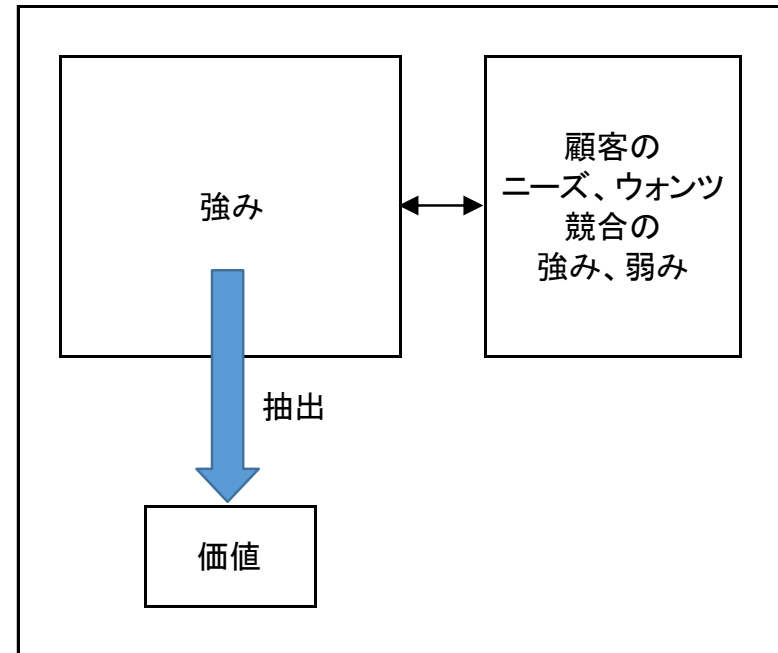 強み
顧客の
ニーズ、ウォンツ
競合の
強み、弱み
抽出
価値